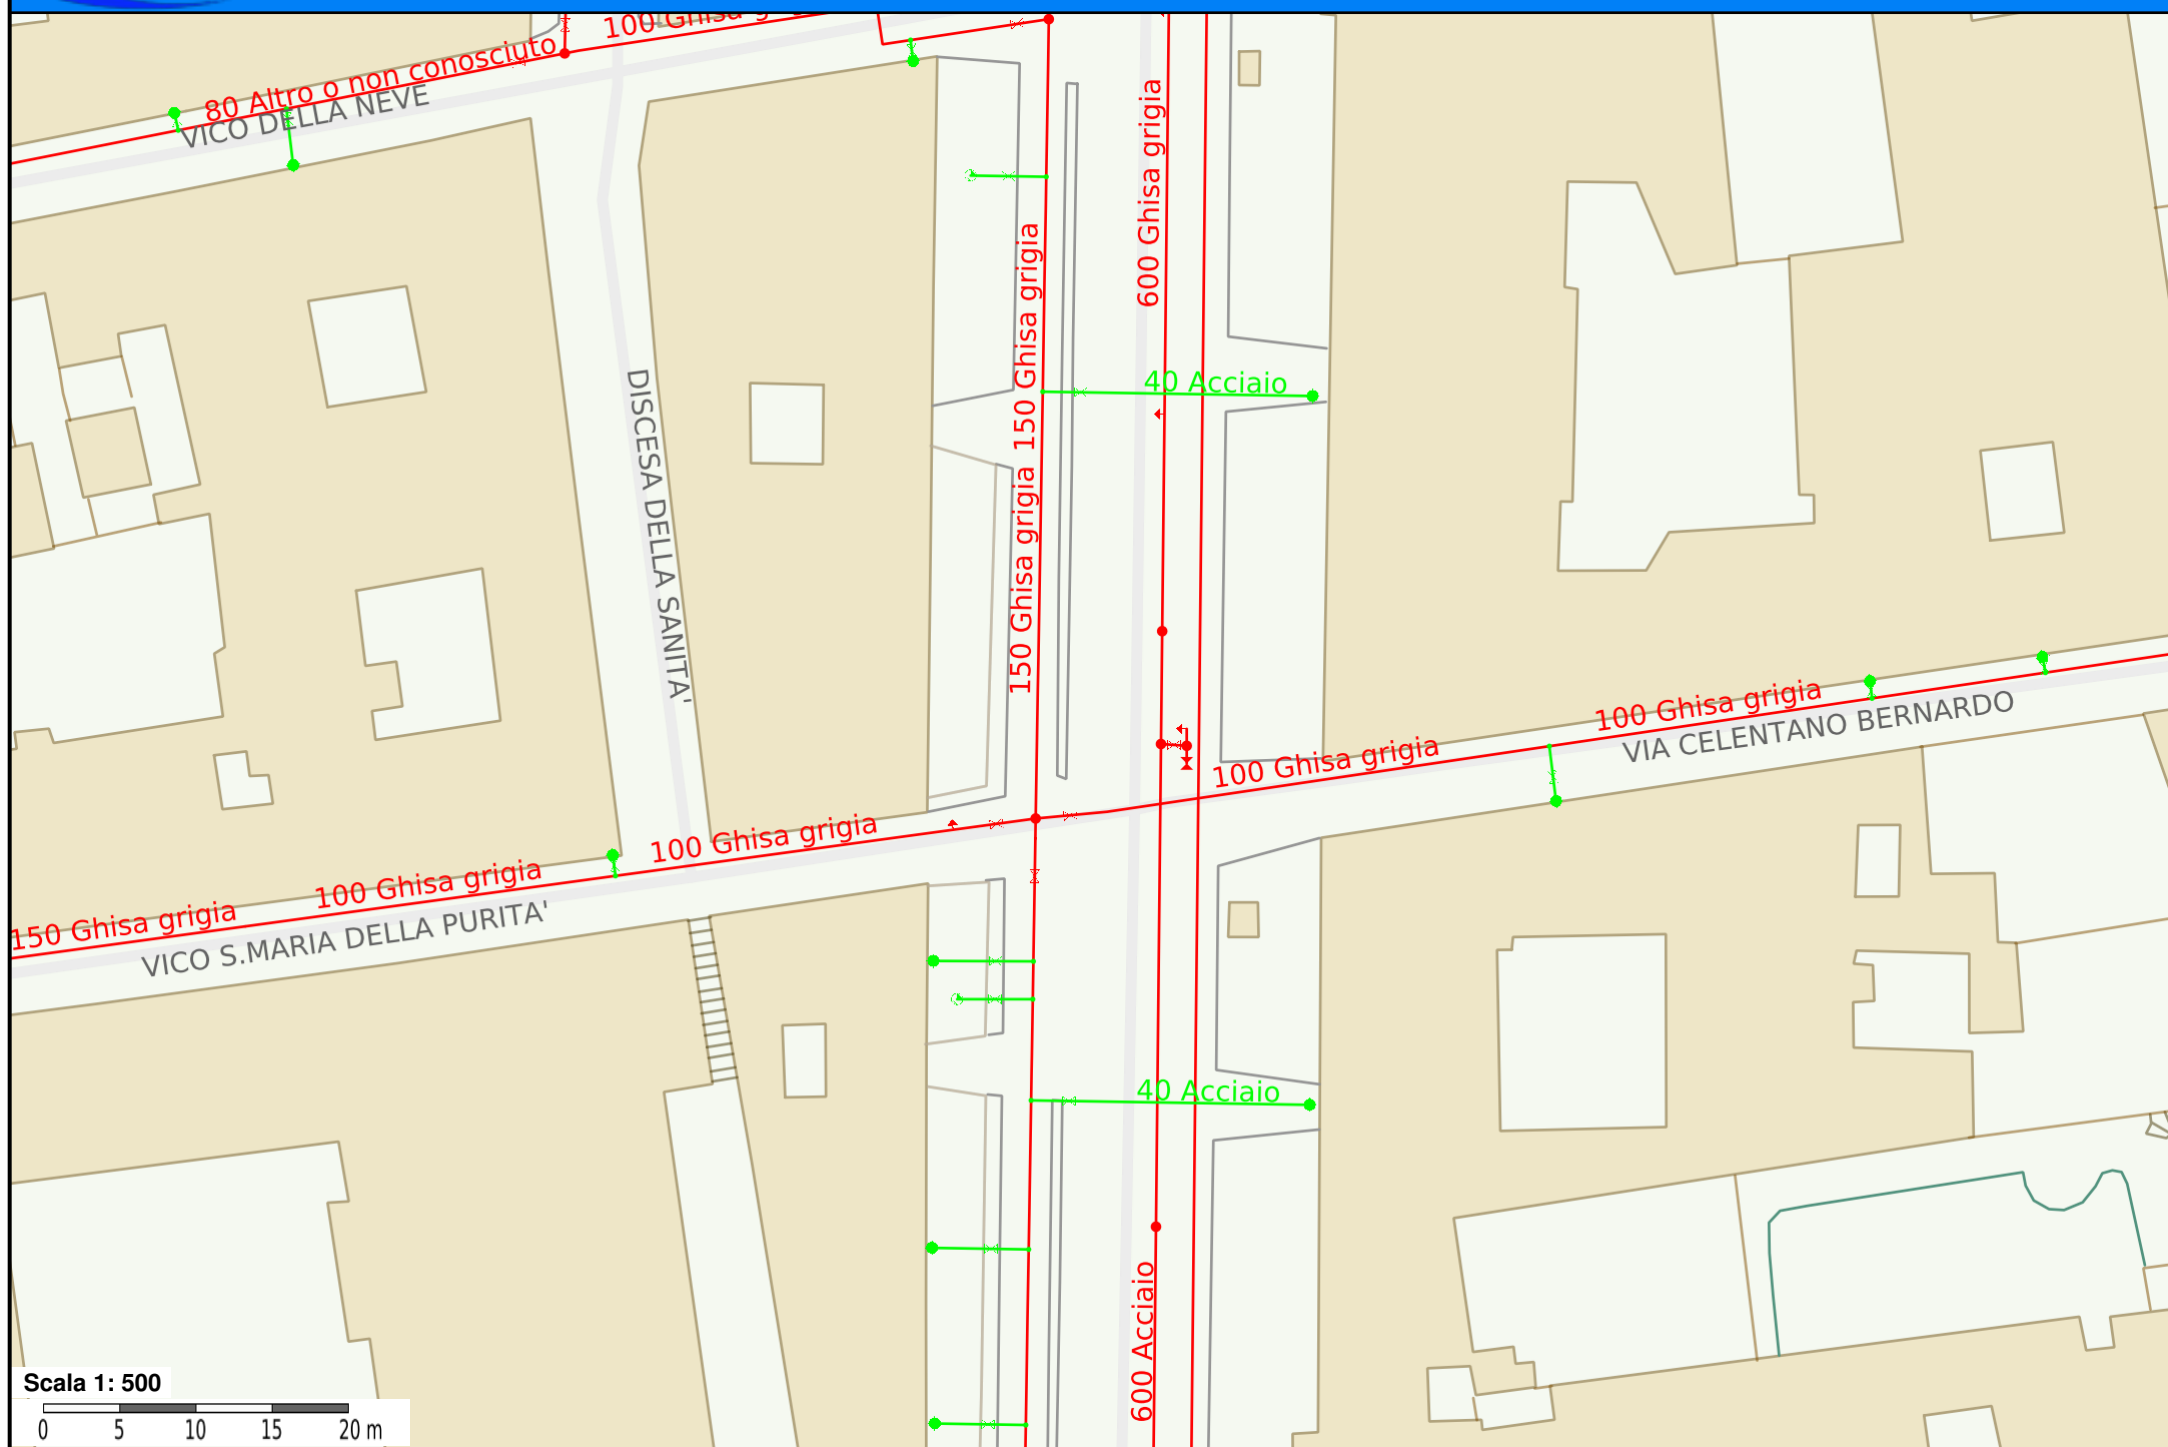 100 Ghisa
80 Altro o non conosciuto
VICO DELLA NEVE
600 Ghisa grigia
150 Ghisa grigia
40 Acciaio
DISCESA DELLA SANITA'
150 Ghisa grigia
100 Ghisa grigia
VIA CELENTANO BERNARDO
100 Ghisa grigia
100 Ghisa grigia
100 Ghisa grigia
150 Ghisa grigia
VICO S.MARIA DELLA PURITA'
40 Acciaio
600 Acciaio
Scala 1: 500
0 5 10 15 20 m